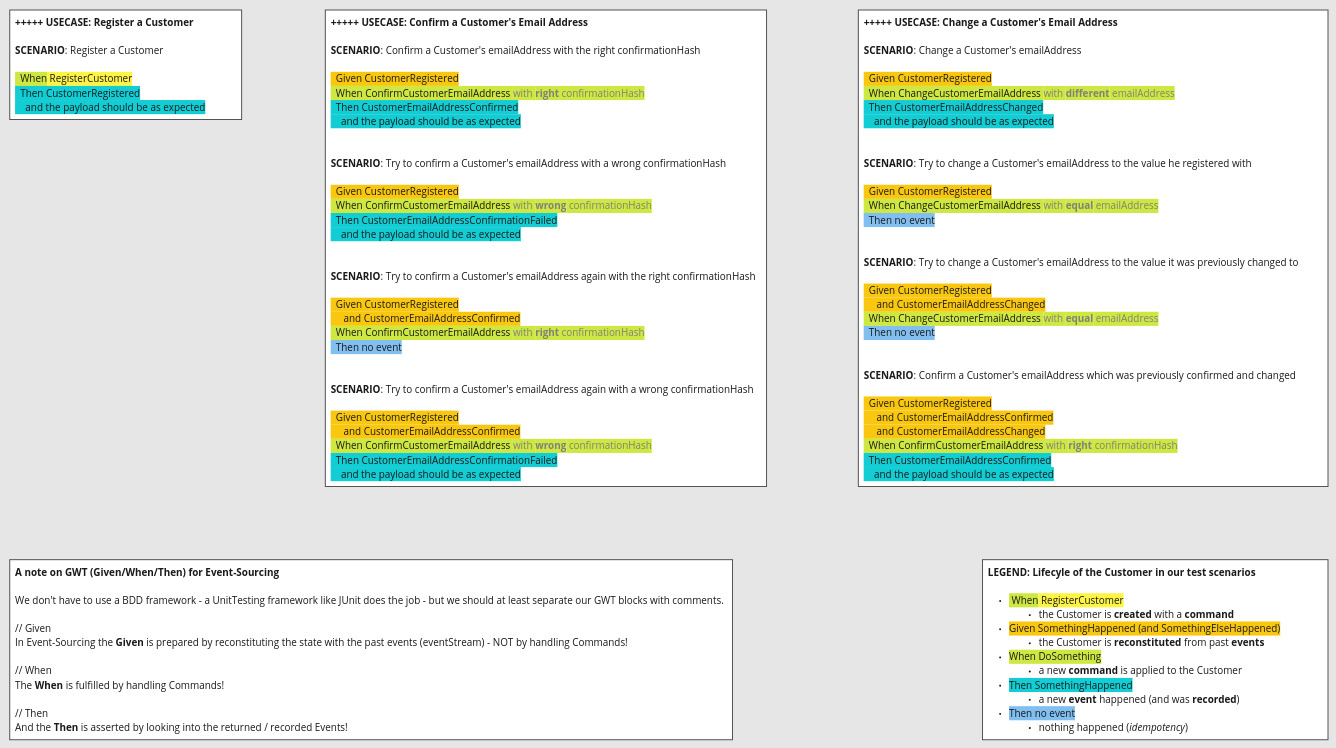 +++++ USECASE: Register a Customer
SCENARIO: Register a Customer
When RegisterCustomer
Then CustomerRegistered
and the payload should be as expected
+++++ USECASE: Confirm a Customer's Email Address
SCENARIO: Confirm a Customer's emailAddress with the right confirmationHash
Given CustomerRegistered
When ConfirmCustomerEmailAddress with right confirmationHash
Then CustomerEmailAddressConfirmed
and the payload should be as expected
SCENARIO: Try to confirm a Customer's emailAddress with a wrong confirmationHash
Given CustomerRegistered
When ConfirmCustomerEmailAddress with wrong confirmationHash
Then CustomerEmailAddressConfirmationFailed
and the payload should be as expected
SCENARIO: Try to confirm a Customer's emailAddress again with the right confirmationHash
Given CustomerRegistered
and CustomerEmailAddressConfirmed
When ConfirmCustomerEmailAddress with right confirmationHash
Then no event
SCENARIO: Try to confirm a Customer's emailAddress again with a wrong confirmationHash
Given CustomerRegistered
and CustomerEmailAddressConfirmed
When ConfirmCustomerEmailAddress with wrong confirmationHash
Then CustomerEmailAddressConfirmationFailed
and the payload should be as expected
+++++ USECASE: Change a Customer's Email Address
SCENARIO: Change a Customer's emailAddress
Given CustomerRegistered
When ChangeCustomerEmailAddress with different emailAddress
Then CustomerEmailAddressChanged
and the payload should be as expected
SCENARIO: Try to change a Customer's emailAddress to the value he registered with
Given CustomerRegistered
When ChangeCustomerEmailAddress with equal emailAddress
Then no event
SCENARIO: Try to change a Customer's emailAddress to the value it was previously changed to
Given CustomerRegistered
and CustomerEmailAddressChanged
When ChangeCustomerEmailAddress with equal emailAddress
Then no event
SCENARIO: Confirm a Customer's emailAddress which was previously confirmed and changed
Given CustomerRegistered
and CustomerEmailAddressConfirmed
and CustomerEmailAddressChanged
When ConfirmCustomerEmailAddress with right confirmationHash
Then CustomerEmailAddressConfirmed
and the payload should be as expected
A note on GWT (Given/When/Then) for Event-Sourcing
We don't have to use a BDD framework - a UnitTesting framework like JUnit does the job - but we should at least separate our GWT blocks with comments.
// Given
In Event-Sourcing the Given is prepared by reconstituting the state with the past events (eventStream) - NOT by handling Commands!
// When
The When is fulfilled by handling Commands!
// Then
And the Then is asserted by looking into the returned / recorded Events!
LEGEND: Lifecyle of the Customer in our test scenarios
• When RegisterCustomer
• the Customer is created with a command
• Given SomethingHappened (and SomethingElseHappened)
• the Customer is reconstituted from past events
• When DoSomething
• a new command is applied to the Customer
• Then SomethingHappened
• a new event happened (and was recorded)
• Then no event
• nothing happened (idempotency)